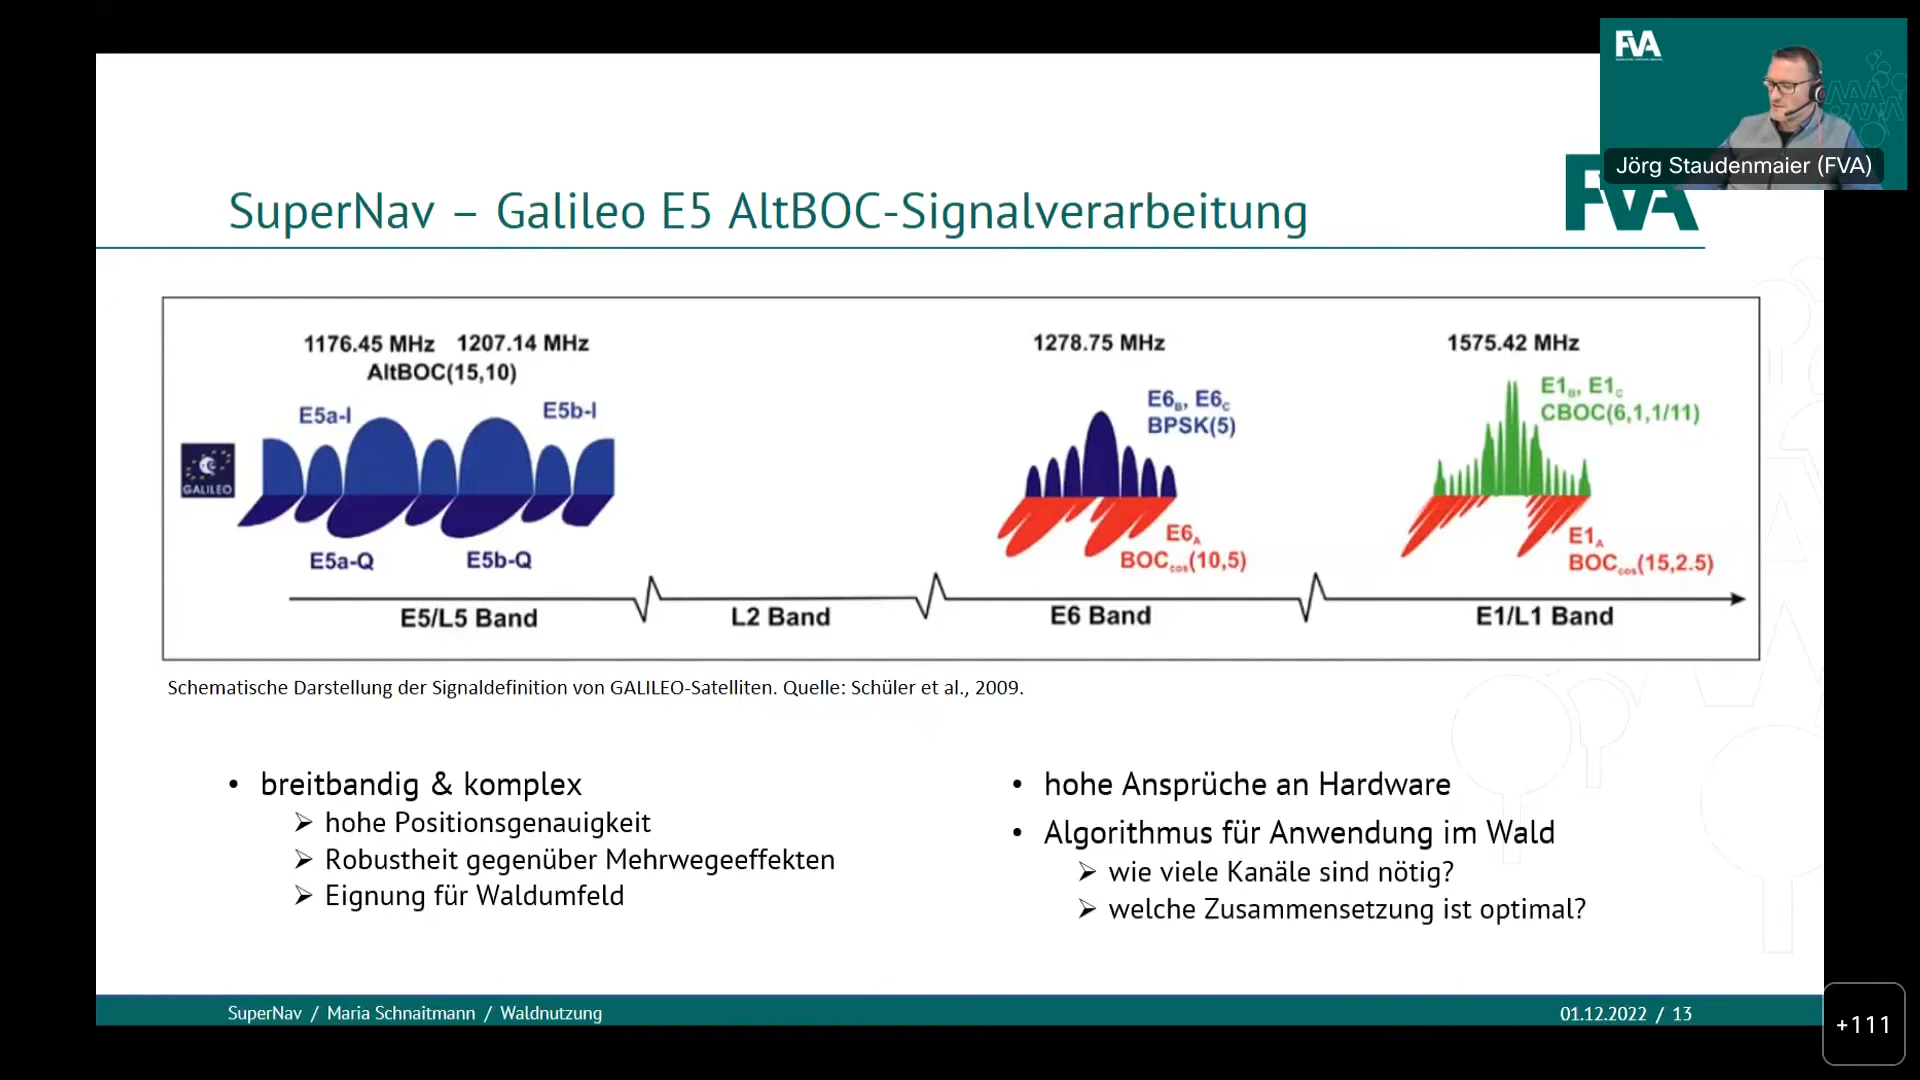 FVA
Jörg Staudenmaier (FVA)
SuperNav – Galileo E5 AltBOC-Signalverarbeitung
FVA
1176.45 MHz 1207.14 MHz
AltBOC(15,10)
E5a-I
E5b-I
GALILEO
E5a-Q
E5b-Q
1278.75 MHz
E6B, E6C
BPSK(5)
E6A
BOCcos(10,5)
1575.42 MHz
E1B, E1C
CBOC(6,1,1/11)
E1A
BOCcos(15,2.5)
E5/L5 Band
L2 Band
E6 Band
E1/L1 Band
Schematische Darstellung der Signaldefinition von GALILEO-Satelliten. Quelle: Schüler et al., 2009.
• breitbandig & komplex
➢ hohe Positionsgenauigkeit
➢ Robustheit gegenüber Mehrwegeeffekten
➢ Eignung für Waldumfeld
• hohe Ansprüche an Hardware
• Algorithmus für Anwendung im Wald
➢ wie viele Kanäle sind nötig?
➢ welche Zusammensetzung ist optimal?
SuperNav / Maria Schnaitmann / Waldnutzung
01.12.2022 / 13
+111